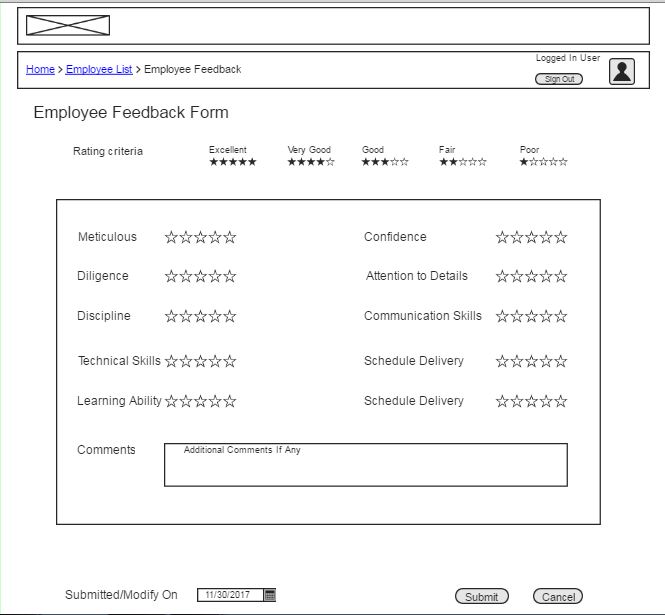 Logged In User
Home > Employee List > Employee Feedback
Sign Out
Employee Feedback Form
Rating criteria
Excellent Very Good Good Fair Poor
★★★★★ ★★★★☆ ★★★☆☆ ★★☆☆☆ ★☆☆☆☆
Meticulous ☆☆☆☆☆ Confidence ☆☆☆☆☆
Diligence ☆☆☆☆☆ Attention to Details ☆☆☆☆☆
Discipline ☆☆☆☆☆ Communication Skills ☆☆☆☆☆
Technical Skills ☆☆☆☆☆ Schedule Delivery ☆☆☆☆☆
Learning Ability ☆☆☆☆☆ Schedule Delivery ☆☆☆☆☆
Comments Additional Comments If Any
Submitted/Modify On 11/30/2017 Submit Cancel